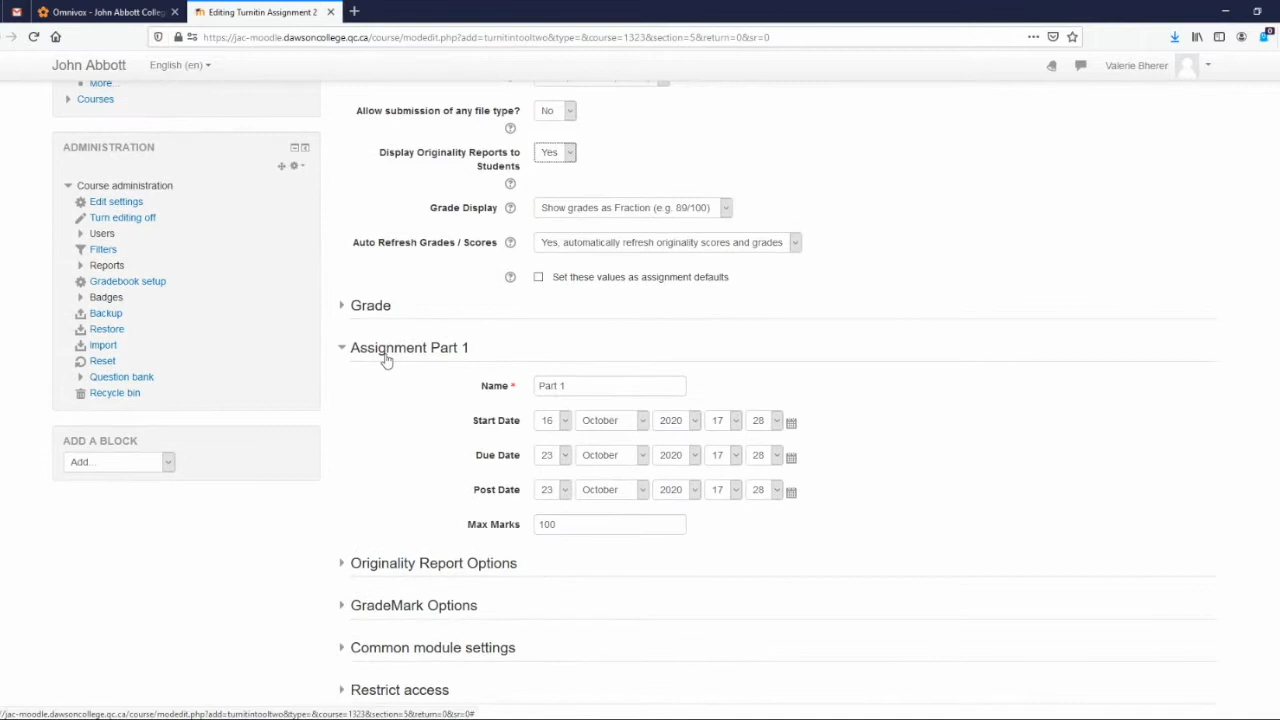 Omnivox - John Abbott Colleg
Editing Turnitin Assignment 2
https://jac-moodle.dawsoncollege.qc.ca/course/modedit.php?add=turnitintooltwo&type=&course=1323&section=5&return=0&sr=0
John Abbott
English (en)
Valerie Bherer
More...
Courses
ADMINISTRATION
Course administration
Edit settings
Turn editing off
Users
Filters
Reports
Gradebook setup
Badges
Backup
Restore
Import
Reset
Question bank
Recycle bin
ADD A BLOCK
Add...
Allow submission of any file type? No
Display Originality Reports to Yes
Students
Grade Display Show grades as Fraction (e.g. 89/100)
Auto Refresh Grades / Scores Yes, automatically refresh originality scores and grades
Set these values as assignment defaults
Grade
Assignment Part 1
Name * Part 1
Start Date 16 October 2020 17 28
Due Date 23 October 2020 17 28
Post Date 23 October 2020 17 28
Max Marks 100
Originality Report Options
GradeMark Options
Common module settings
Restrict access
//jac-moodle.dawsoncollege.qc.ca/course/modedit.php?add=turnitintooltwo&type=&course=1323&section=5&return=0&sr=0#